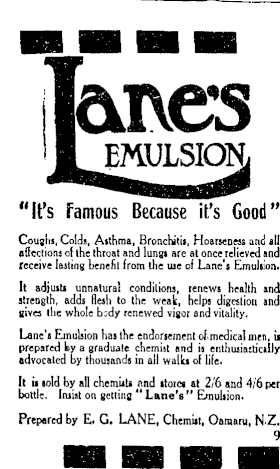 Lane's
EMULSION
"It's Famous Because it's Good"
Coughs, Colds, Asthma, Bronchitis, Hoarseness and all
affections of the throat and lungs are at once relieved and
receive lasting benefit from the use of Lane's Emulsion.
It adjusts unnatural conditions, renews health and
strength, adds flesh to the weak, helps digestion and
gives the whole body renewed vigor and vitality.
Lane's Emulsion has the endorsement of medical men, is
prepared by a graduate chemist and is enthusiastically
advocated by thousands in all walks of life.
It is sold by all chemists and stores at 2/6 and 4/6 per
bottle. Insist on getting "Lane's" Emulsion.
Prepared by E. G. LANE, Chemist, Oamaru, N.Z.
9